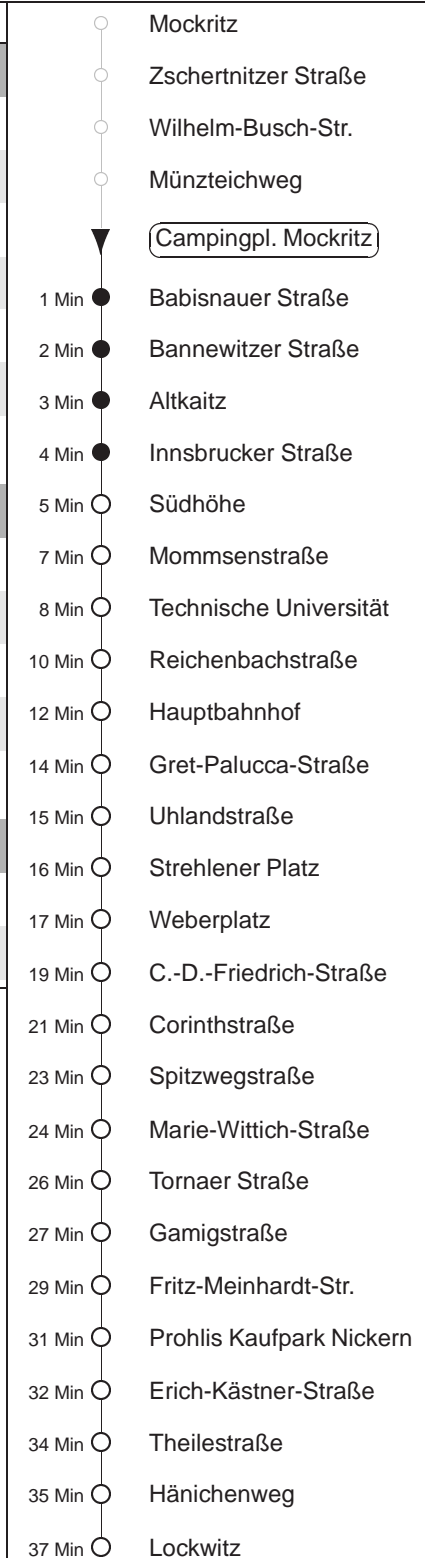 Mockritz
Zschertnitzer Straße
Wilhelm-Busch-Str.
Münzteichweg
Campingpl. Mockritz
1 Min Babisnauer Straße
2 Min Bannewitzer Straße
3 Min Altkaitz
4 Min Innsbrucker Straße
5 Min Südhöhe
7 Min Mommsenstraße
8 Min Technische Universität
10 Min Reichenbachstraße
12 Min Hauptbahnhof
14 Min Gret-Palucca-Straße
15 Min Uhlandstraße
16 Min Strehlener Platz
17 Min Weberplatz
19 Min C.-D.-Friedrich-Straße
21 Min Corinthstraße
23 Min Spitzwegstraße
24 Min Marie-Wittich-Straße
26 Min Tornaer Straße
27 Min Gamigstraße
29 Min Fritz-Meinhardt-Str.
31 Min Prohlis Kaufpark Nickern
32 Min Erich-Kästner-Straße
34 Min Theilestraße
35 Min Hänichenweg
37 Min Lockwitz